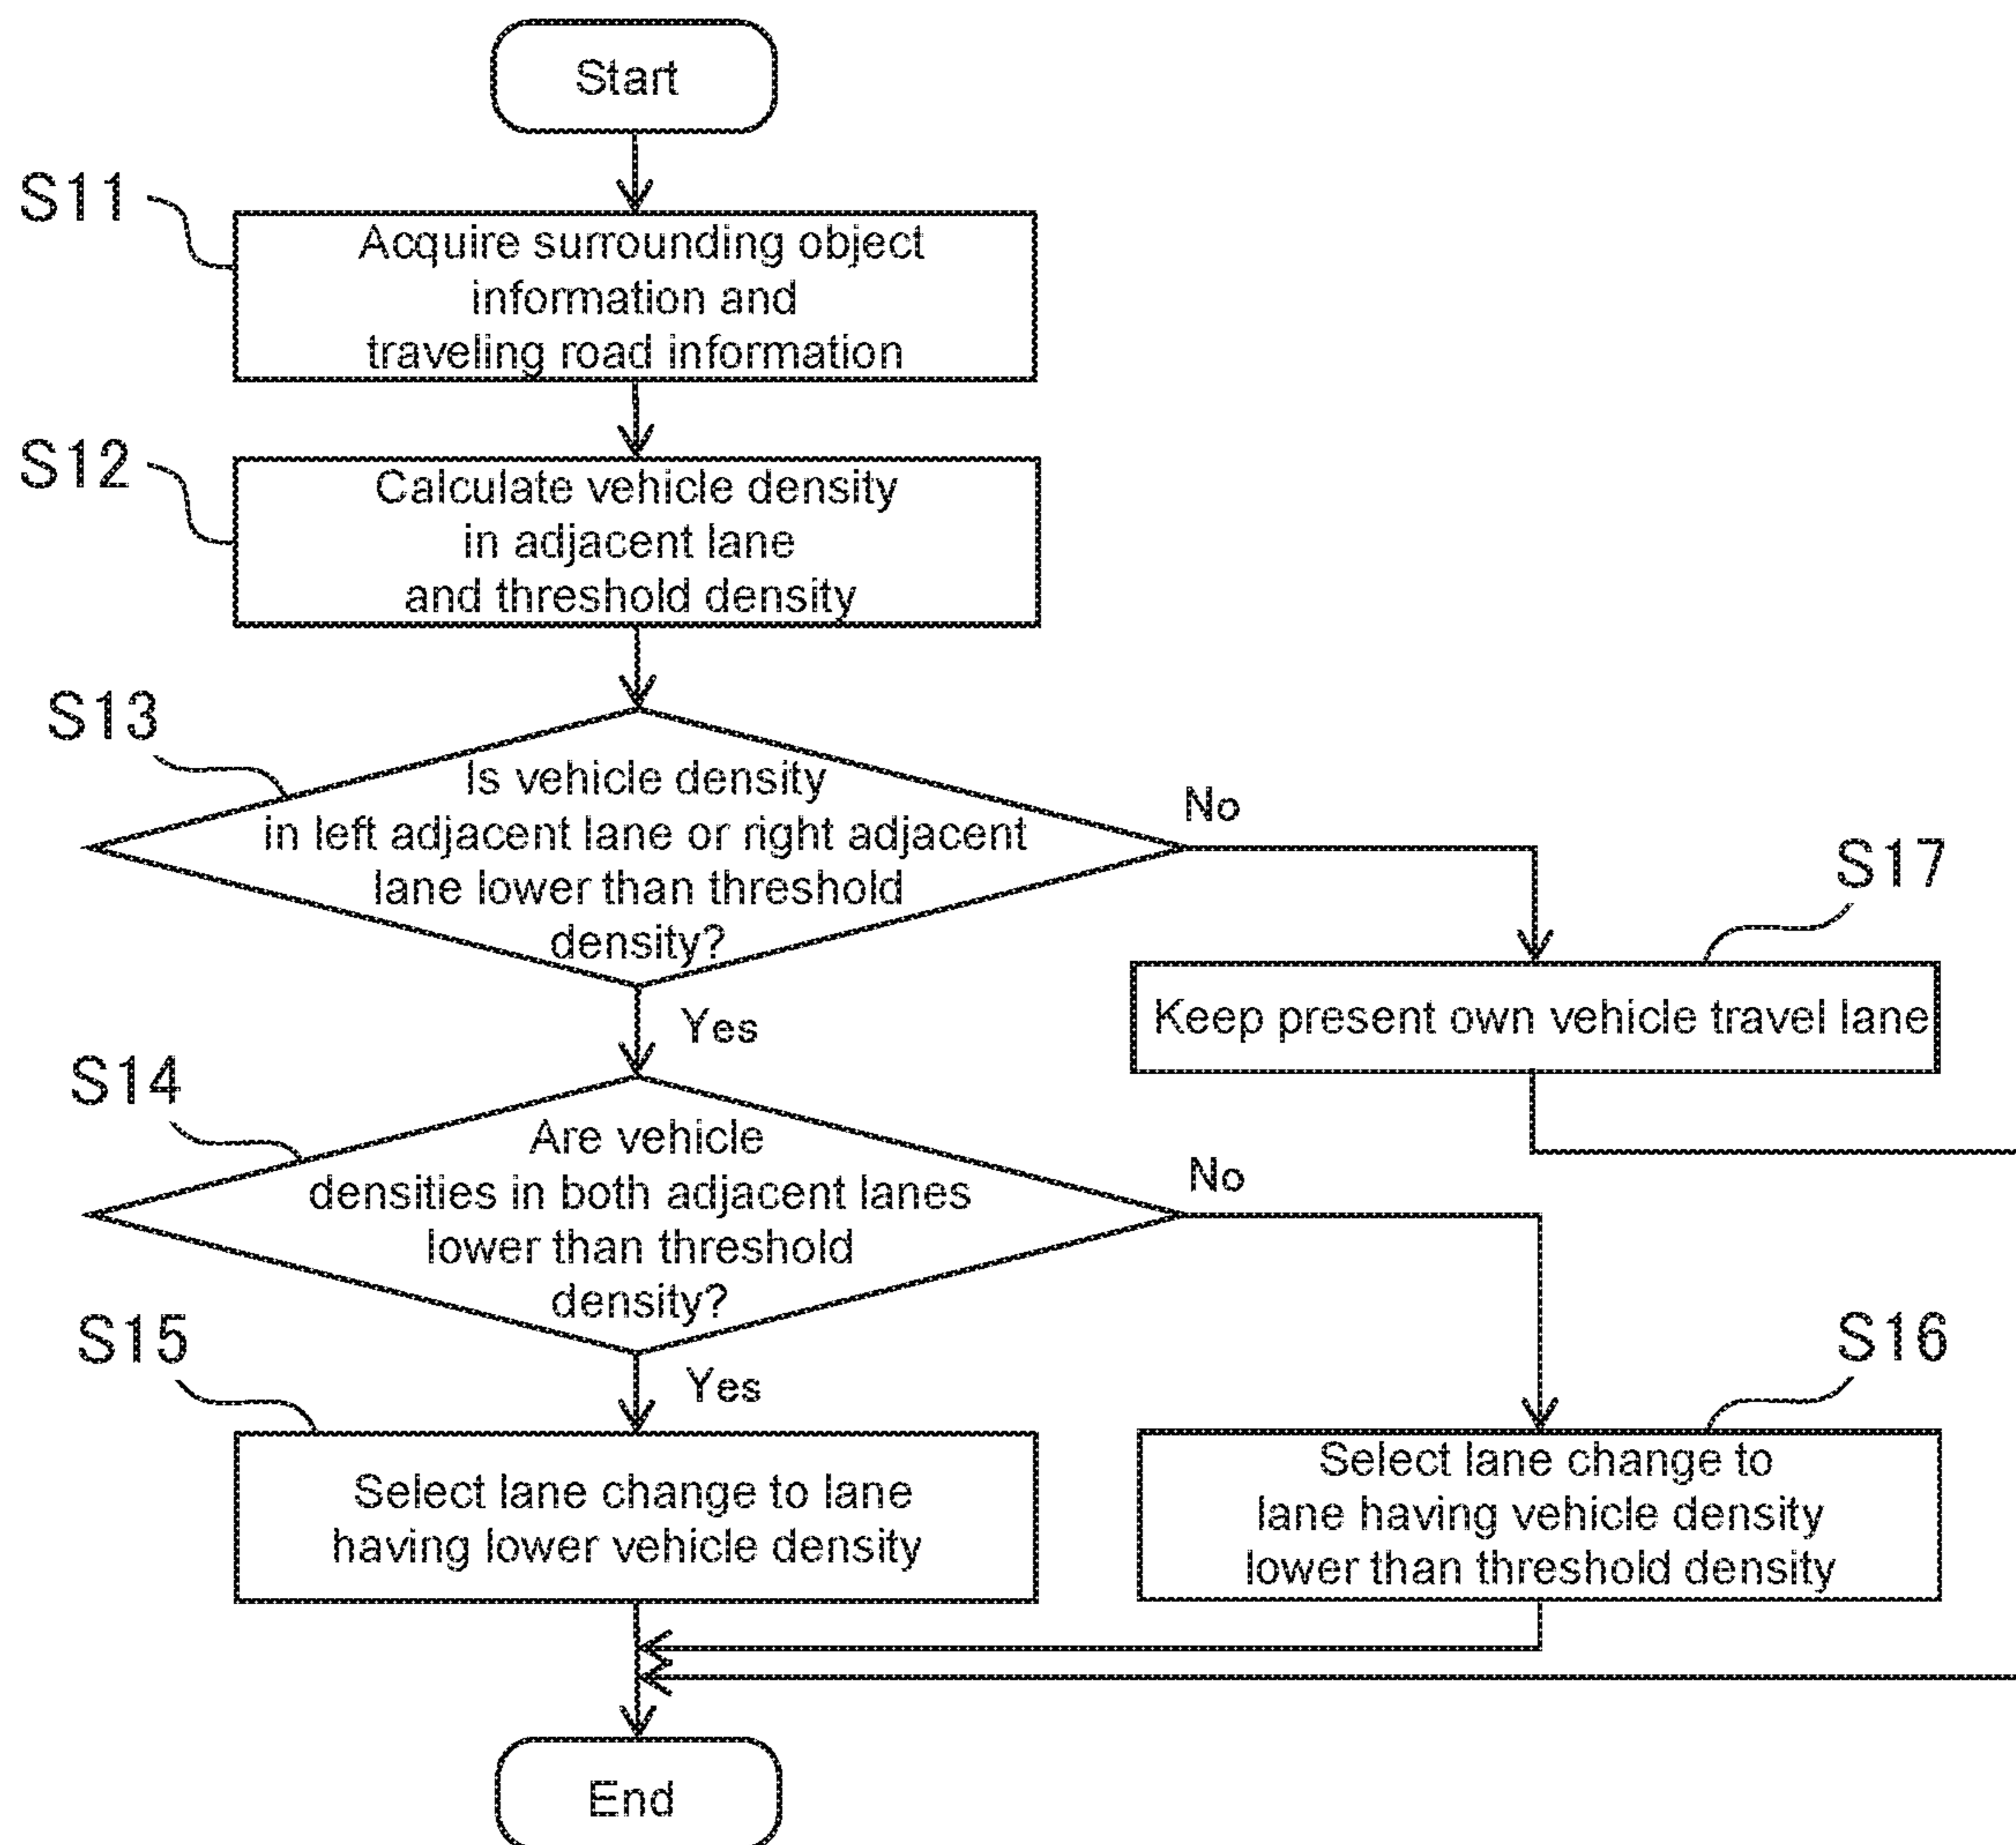 Start
S11
Acquire surrounding object
information and
traveling road information
S12
Calculate vehicle density
in adjacent lane
and threshold density
S13
Is vehicle density
in left adjacent lane or right adjacent
lane lower than threshold
density?
No
S17
Keep present own vehicle travel lane
Yes
S14
Are vehicle
densities in both adjacent lanes
lower than threshold
density?
No
S15
Yes
Select lane change to lane
having lower vehicle density
S16
Select lane change to
lane having vehicle density
lower than threshold density
End